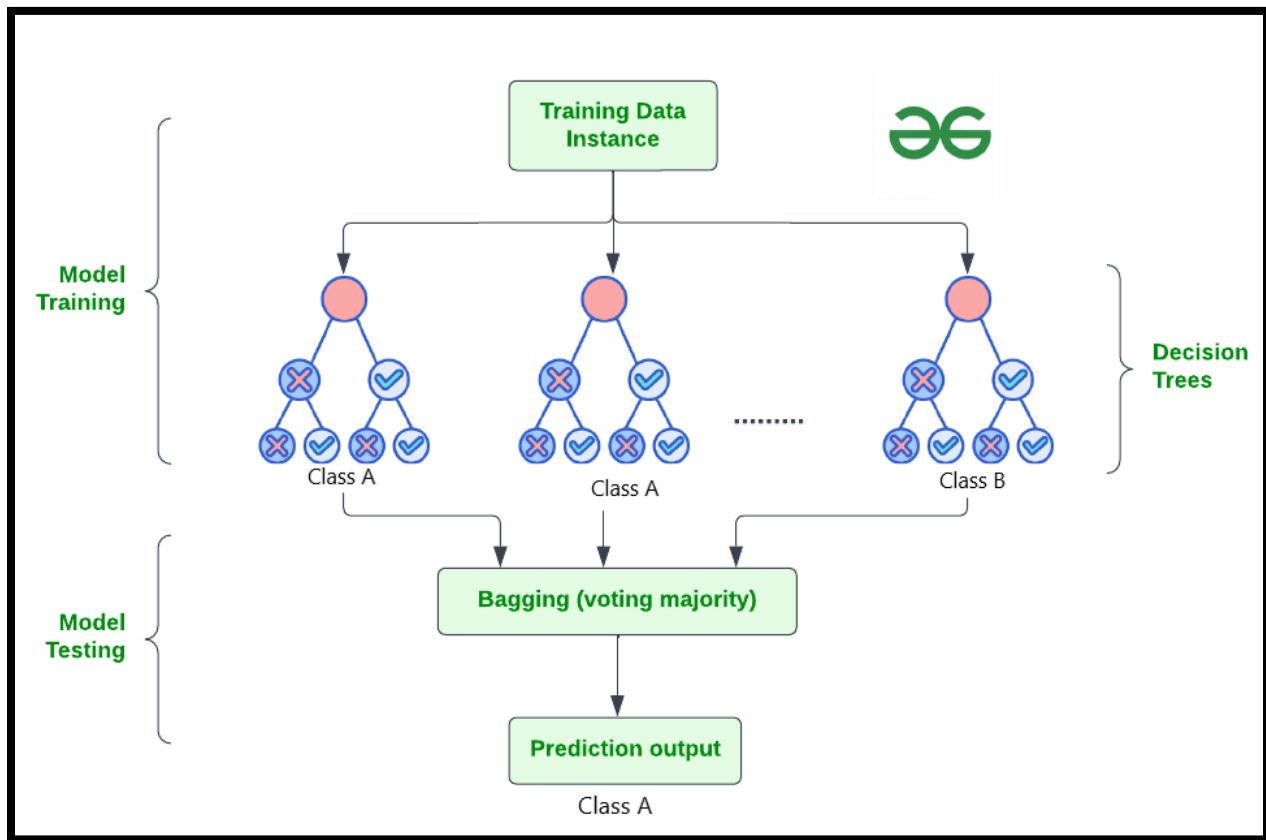 Training Data
Instance
Model
Training
Decision
Trees
Class A
Class A
Class B
Bagging (voting majority)
Model
Testing
Prediction output
Class A